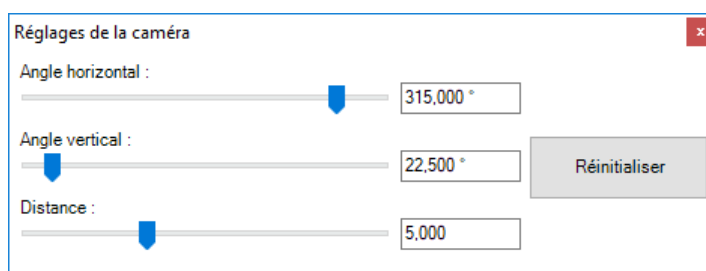 Réglages de la caméra
x
Angle horizontal :
315,000 °
Angle vertical :
22,500 °
Réinitialiser
Distance :
5,000